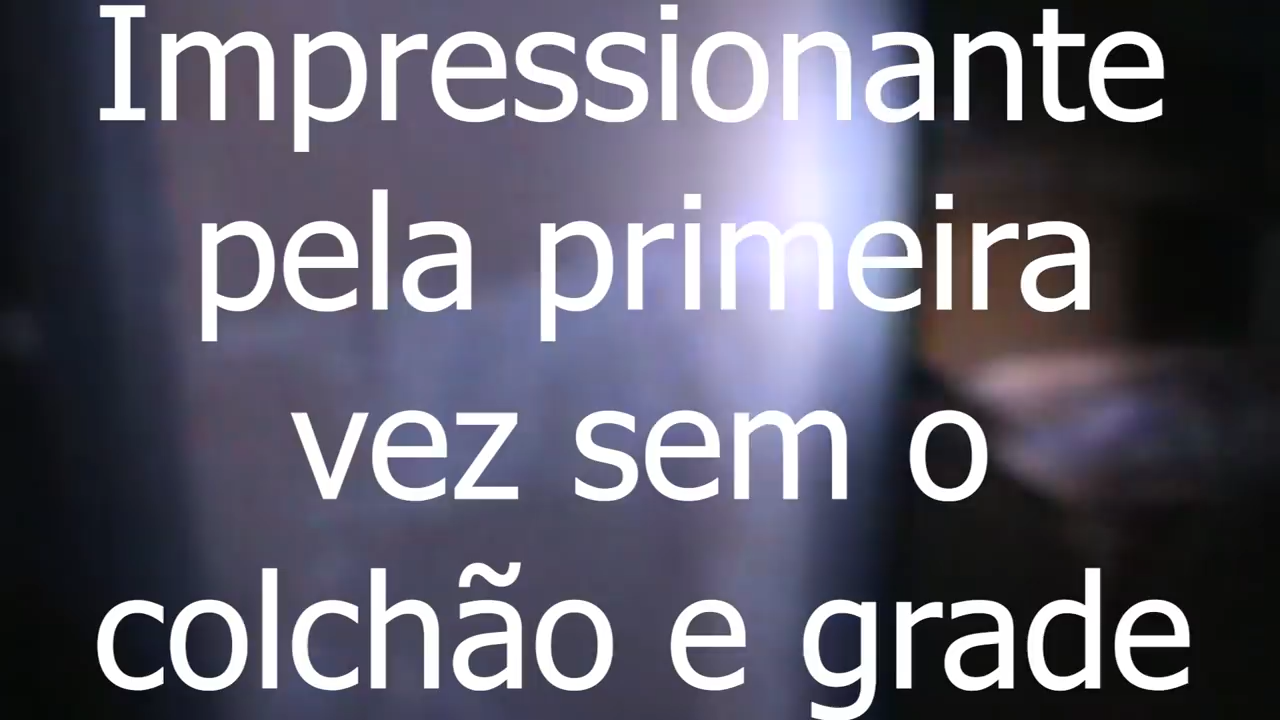 Impressionante
pela primeira
vez sem o
colchão e grade